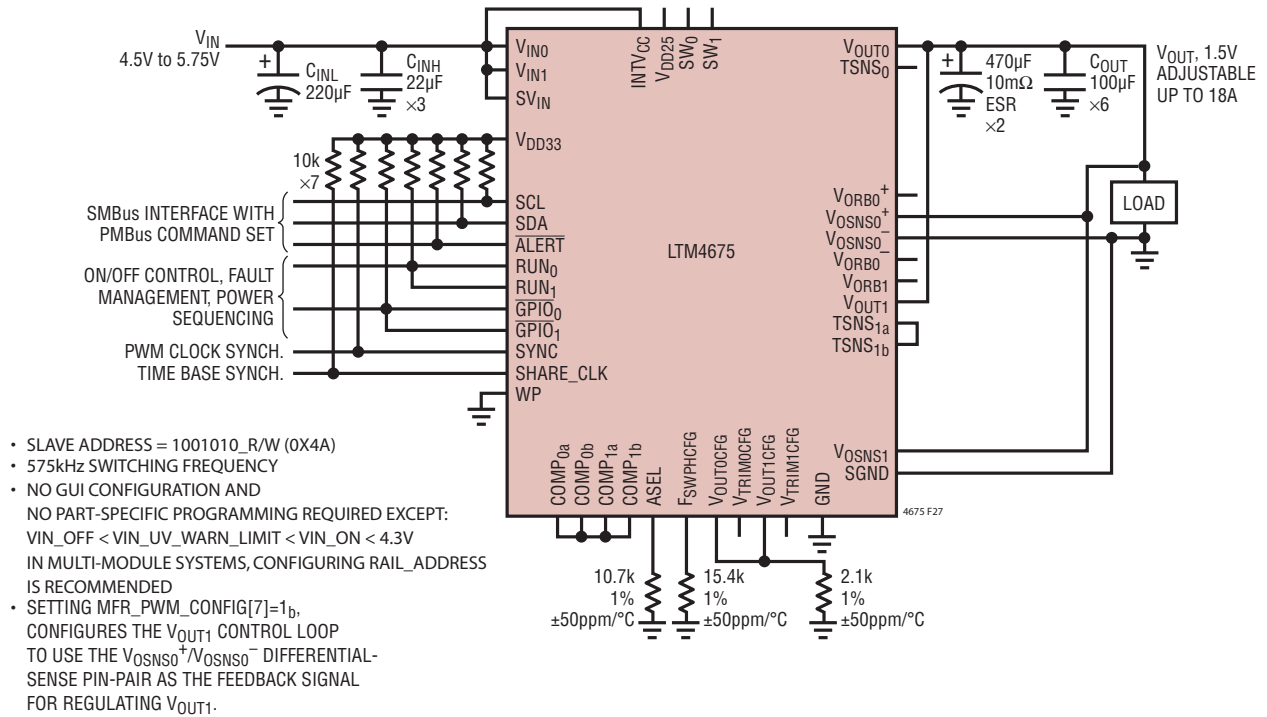 V_IN
4.5V to 5.75V
+
C_INL
220µF
C_INH
22µF
×3
V_IN0
V_IN1
SV_IN
INTV_CC
V_DD25
SW_0
SW_1
V_OUT0
TSNS_0
+
470µF
10mΩ
ESR
×2
C_OUT
100µF
×6
V_OUT, 1.5V
ADJUSTABLE
UP TO 18A
V_DD33
10k
×7
SMBus INTERFACE WITH
PMBus COMMAND SET
ON/OFF CONTROL, FAULT
MANAGEMENT, POWER
SEQUENCING
PWM CLOCK SYNCH.
TIME BASE SYNCH.
SCL
SDA
ALERT
RUN_0
RUN_1
GPIO_0
GPIO_1
SYNC
SHARE_CLK
WP
LTM4675
V_ORB0^+
V_OSNS0^+
V_OSNS0^–
V_ORB0^–
V_ORB1
V_OUT1
TSNS_1a
TSNS_1b
LOAD
V_OSNS1
SGND
COMP_0a
COMP_0b
COMP_1a
COMP_1b
ASEL
F_SWPHCFG
V_OUT0CFG
V_TRIM0CFG
V_OUT1CFG
V_TRIM1CFG
GND
4675 F27
10.7k
1%
±50ppm/°C
15.4k
1%
±50ppm/°C
2.1k
1%
±50ppm/°C
• SLAVE ADDRESS = 1001010_R/W (0X4A)
• 575kHz SWITCHING FREQUENCY
• NO GUI CONFIGURATION AND
NO PART-SPECIFIC PROGRAMMING REQUIRED EXCEPT:
VIN_OFF < VIN_UV_WARN_LIMIT < VIN_ON < 4.3V
IN MULTI-MODULE SYSTEMS, CONFIGURING RAIL_ADDRESS
IS RECOMMENDED
• SETTING MFR_PWM_CONFIG[7]=1_b,
CONFIGURES THE V_OUT1 CONTROL LOOP
TO USE THE V_OSNS0^+/V_OSNS0^– DIFFERENTIAL-
SENSE PIN-PAIR AS THE FEEDBACK SIGNAL
FOR REGULATING V_OUT1.